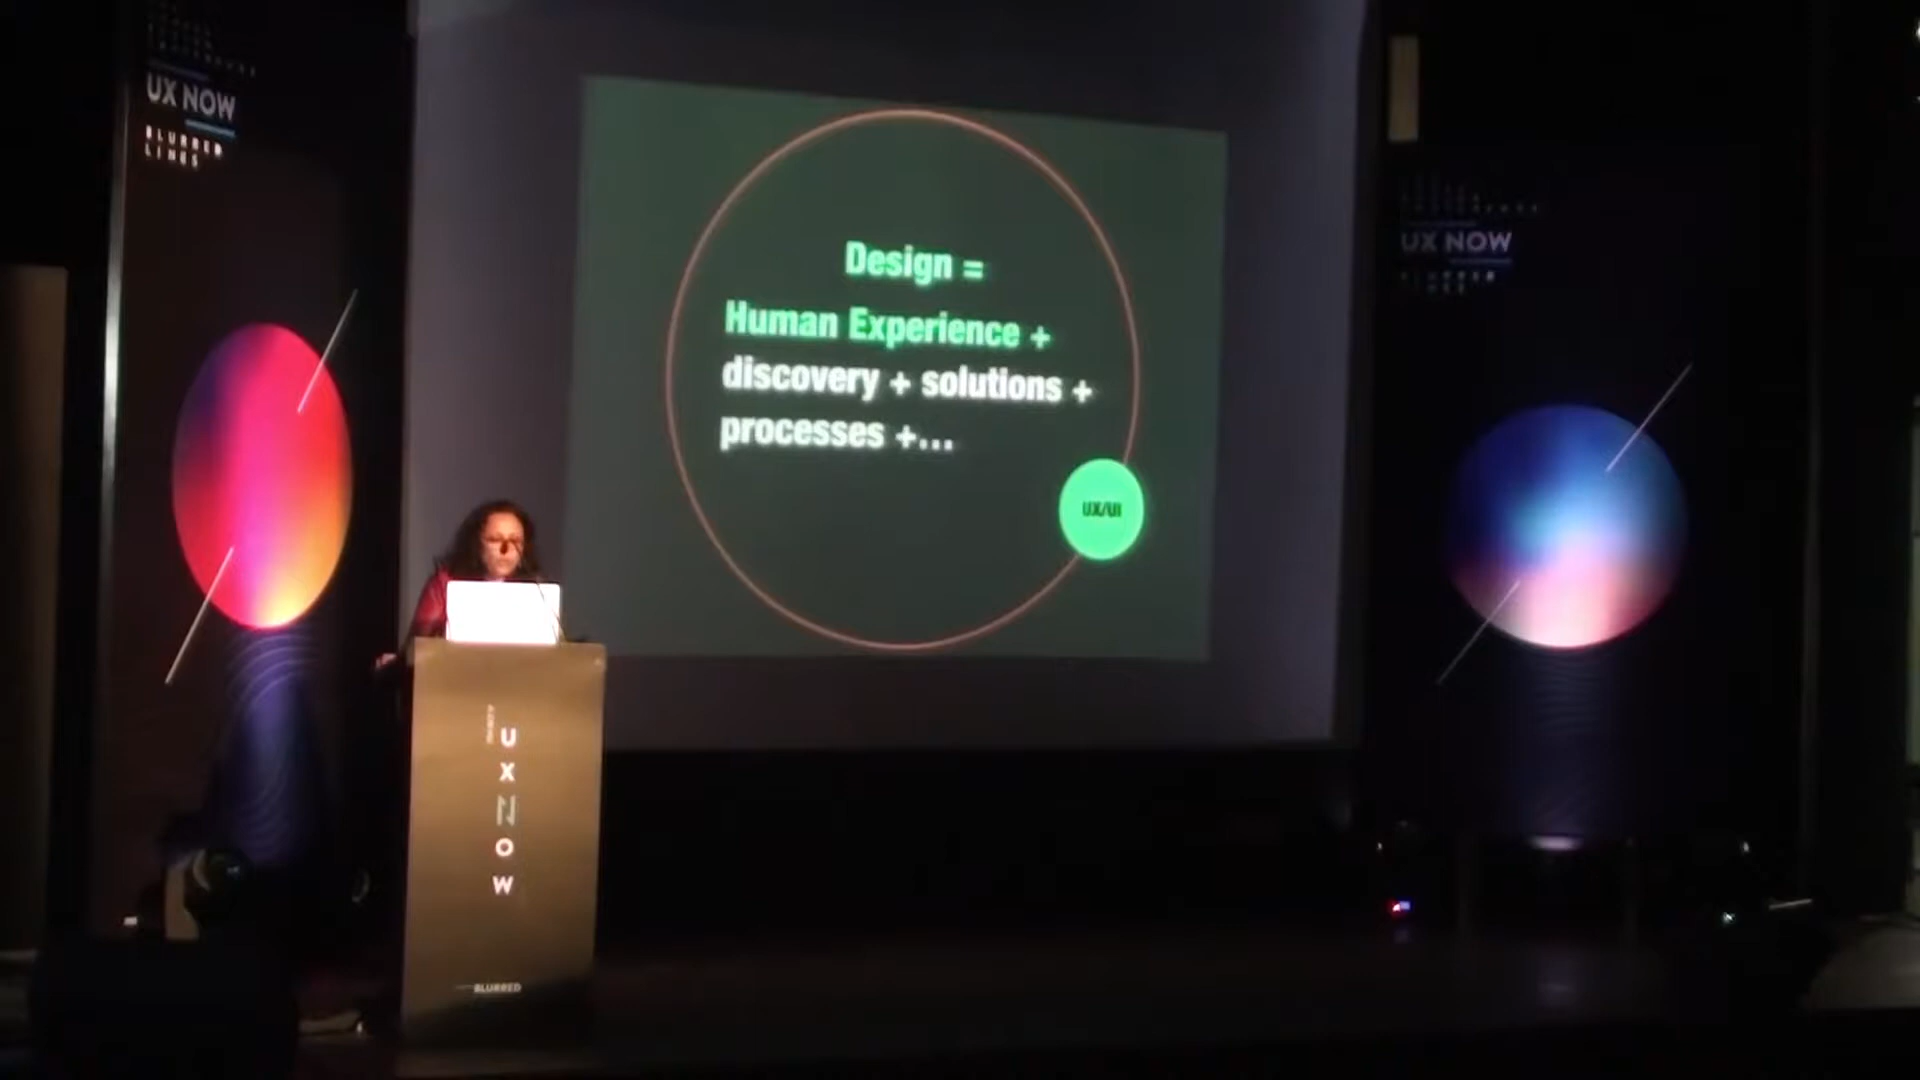 UX NOW
BLURRED
LINES
Design =
Human Experience +
discovery + solutions +
processes +...
UX/UI
UX NOW
U
X
N
O
W
BLURRED